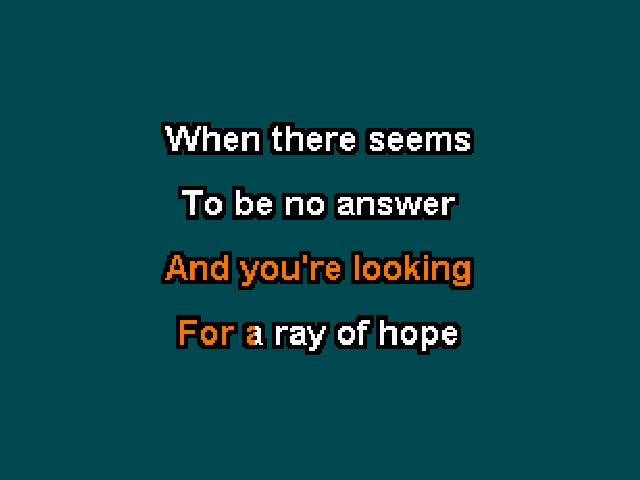 When there seems
To be no answer
And you're looking
For a ray of hope